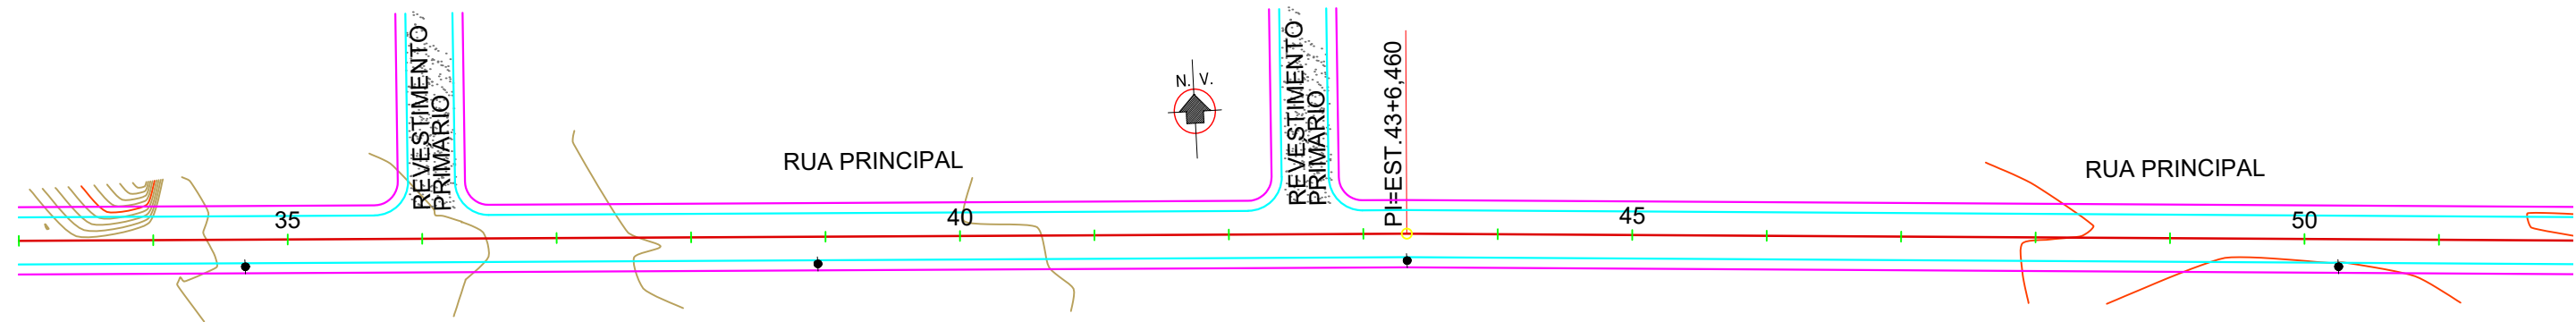 REVESTIMENTO
PRIMÁRIO
RUA PRINCIPAL
N. V.
REVESTIMENTO
PRIMÁRIO
PI=EST.43+6,460
RUA PRINCIPAL
35
40
45
50